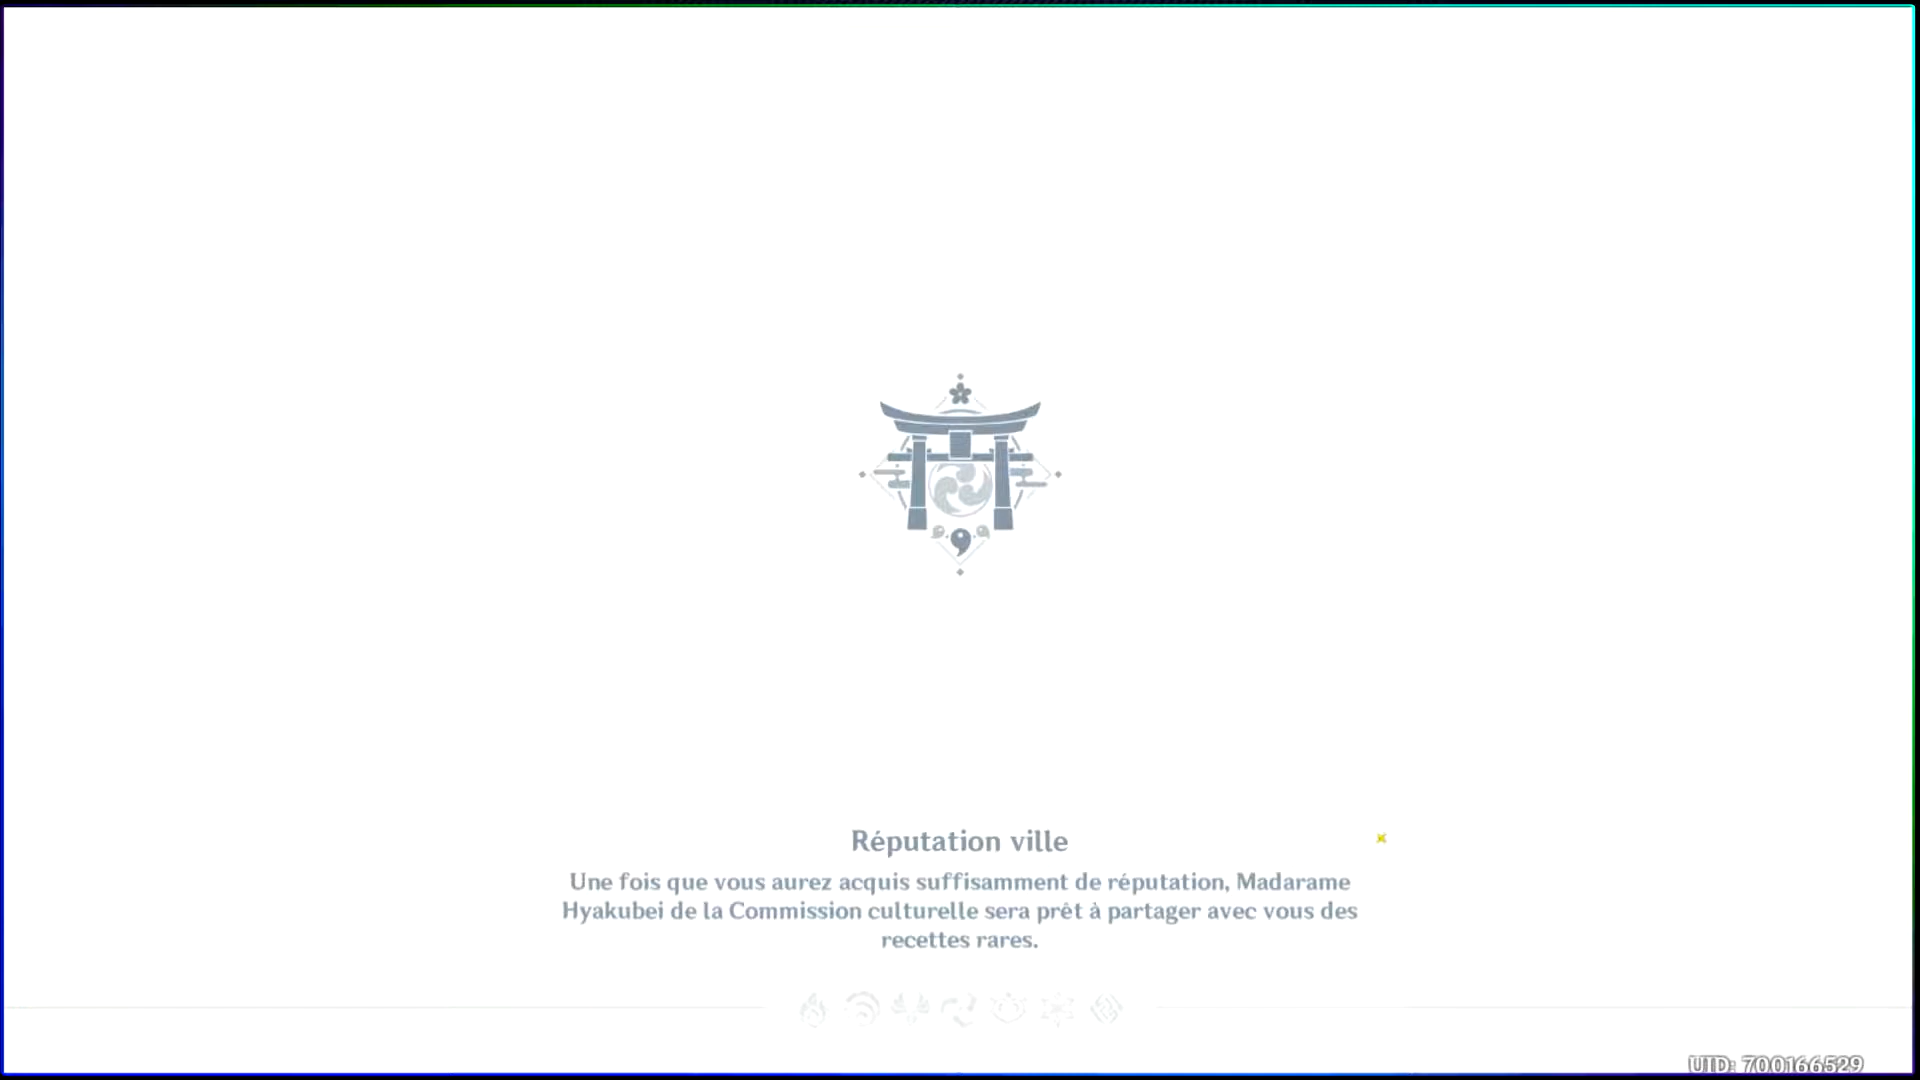 Réputation ville
Une fois que vous aurez acquis suffisamment de réputation, Madarame
Hyakubei de la Commission culturelle sera prêt à partager avec vous des
recettes rares.
UID: 700166529